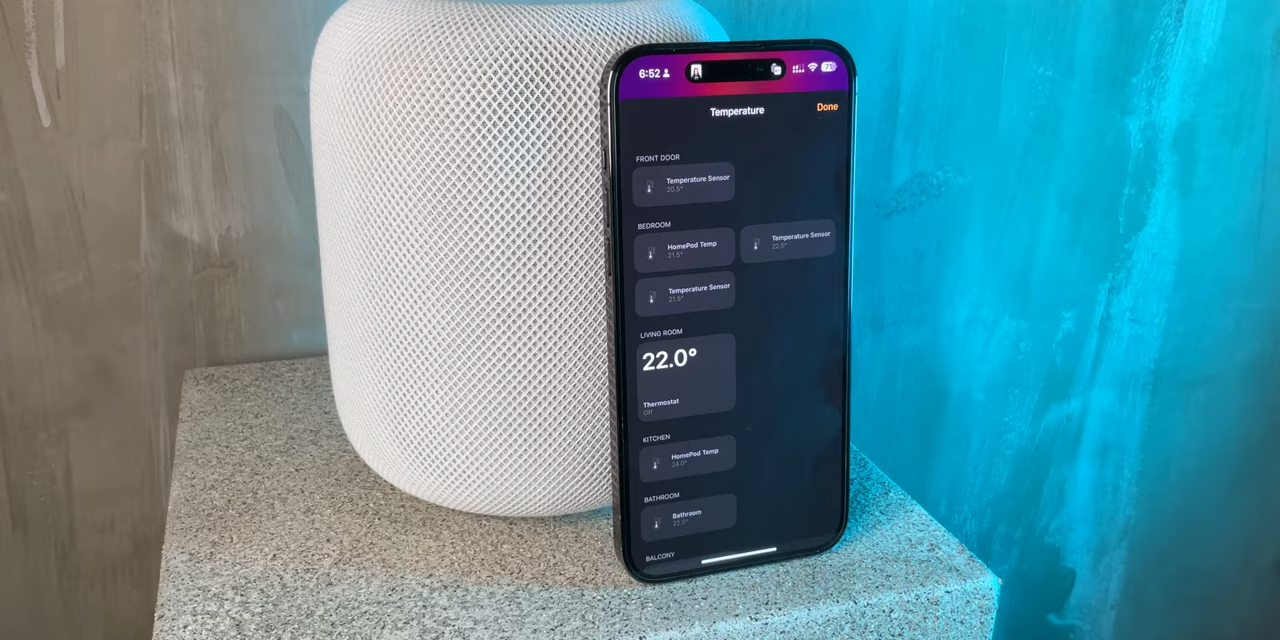 6:52
71
Temperature
Done
FRONT DOOR
Temperature Sensor
20.5°
BEDROOM
HomePod Temp
21.5°
Temperature Sensor
22.5°
Temperature Sensor
21.5°
LIVING ROOM
22.0°
Thermostat
Off
KITCHEN
HomePod Temp
24.0°
BATHROOM
Bathroom
22.5°
BALCONY